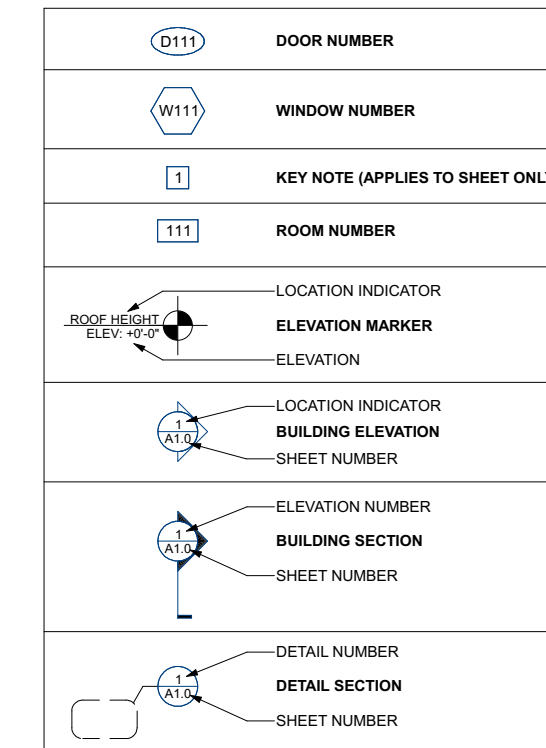 D111 DOOR NUMBER
W111 WINDOW NUMBER
1 KEY NOTE (APPLIES TO SHEET ONL
111 ROOM NUMBER
LOCATION INDICATOR
ROOF HEIGHT
ELEVATION MARKER
ELEV: +0'-0"
ELEVATION
LOCATION INDICATOR
1
BUILDING ELEVATION
A1.0
SHEET NUMBER
ELEVATION NUMBER
1
BUILDING SECTION
A1.0
SHEET NUMBER
DETAIL NUMBER
1
DETAIL SECTION
A1.0
SHEET NUMBER